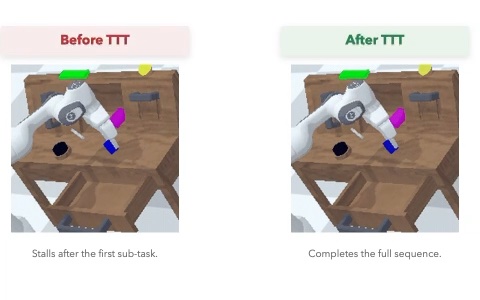 Before TTT
After TTT
Stalls after the first sub-task.
Completes the full sequence.